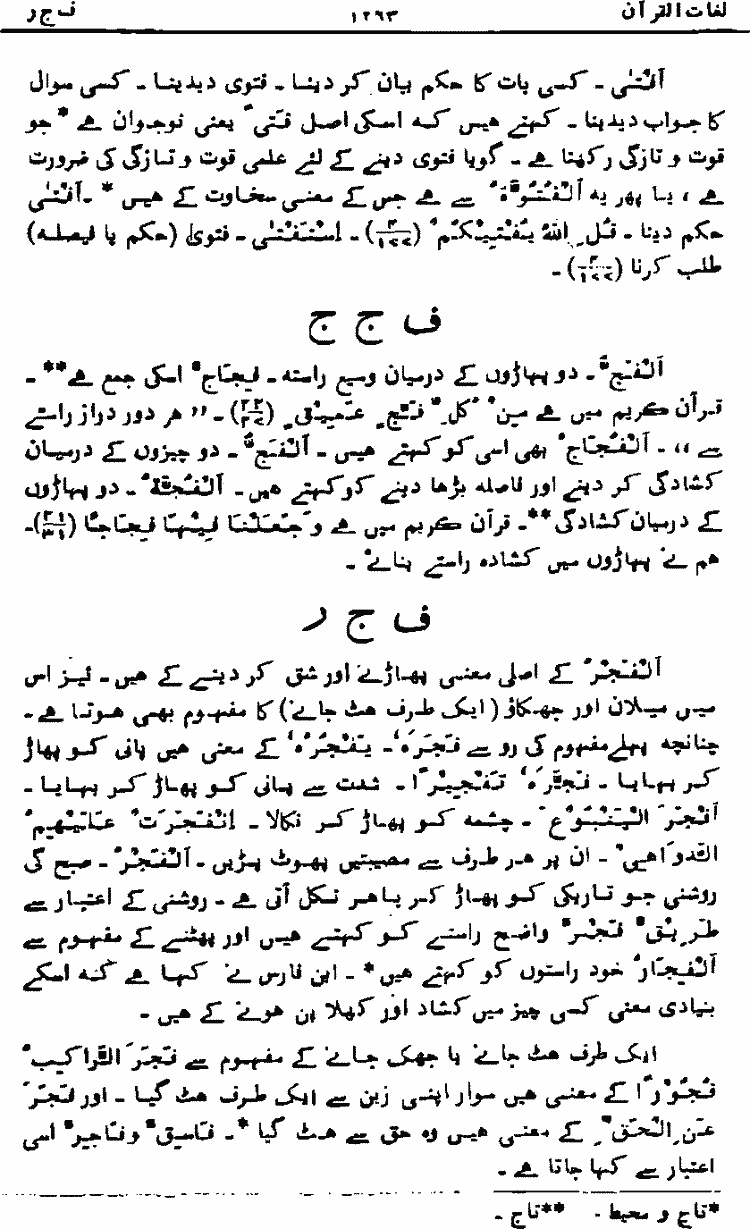 لغات القرآن ۱۲۶۳ ف ج ر
اَفْتٰی ۔ کسی بات کا حکم بیان کر دینا ۔ فتوی دیدینا ۔ کسی سوال
کا جواب دیدینا ۔ کہتے ہیں کہ اسکی اصل فَتًی یعنی نوجوان ہے* جو
قوت و تازگی رکھتا ہے ۔ گویا فتوی دینے کے لئے علمی قوت و تازگی کی ضرورت
ہے ، یا پھر یہ اَلْفُتُوَّۃُ سے ہے جس کے معنی سخاوت کے ہیں* ۔ اَفْتٰی
حکم دینا ۔ قُلِ اللہُ یُفْتِیْکُمْ (۴/۱۷۷) ۔ اِسْتَفْتٰی ۔ فتویٰ (حکم یا فیصلہ)
طلب کرنا (۴/۱۷۷) ۔
ف ج ج
اَلْفَجُّ ۔ دو پہاڑوں کے درمیان وسیع راستہ ۔ فِجَاجٌ اسکی جمع ہے** ۔
قرآن کریم میں ہے مِنْ کُلِّ فَجٍّ عَمِیْقٍ (۲۲/۲۷) ۔ ”ہر دور دراز راستے
سے“ ۔ اَلْفُجَاجُ بھی اسی کو کہتے ہیں ۔ اَلْفَجُّ ۔ دو چیزوں کے درمیان
کشادگی کر دینے اور فاصلہ بڑھا دینے کو کہتے ہیں ۔ اَلْفُجَّۃُ ۔ دو پہاڑوں
کے درمیان کشادگی** ۔ قرآن کریم میں ہے وَجَعَلْنَا فِیْھَا فِجَاجًا (۲۱/۳۱) ۔
ہم نے پہاڑوں میں کشادہ راستے بنائے ۔
ف ج ر
اَلْفَجْرُ کے اصلی معنی پھاڑنے اور شق کر دینے کے ہیں ۔ نیز اس
میں میلان اور جھکاؤ (ایک طرف ہٹ جانے) کا مفہوم بھی ہوتا ہے ۔
چنانچہ پہلے مفہوم کی رو سے فَجَرَہٗ ۔ یَفْجُرُہٗ کے معنی ہیں پانی کو پھاڑ
کر بہایا ۔ فَجَّرَہٗ تَفْجِیْرًا ۔ شدت سے پانی کو پھاڑ کر بہایا ۔
اَفْجَرَ الْیَنْبُوْعَ ۔ چشمہ کو پھاڑ کر نکالا ۔ اِنْفَجَرَتْ عَلَیْہِمُ
الدَّوَاھِیْ ۔ ان پر ہر طرف سے مصیبتیں پھوٹ پڑیں ۔ اَلْفَجْرُ ۔ صبح کی
روشنی جو تاریکی کو پھاڑ کر باہر نکل آتی ہے ۔ روشنی کے اعتبار سے
طَرِیْقٌ فَجْرٌ واضح راستے کو کہتے ہیں اور پھٹنے کے مفہوم سے
اَلْفِجَارُ خود راستوں کو کہتے ہیں* ۔ ابن فارس نے کہا ہے کہ اسکے
بنیادی معنی کسی چیز میں کشاد اور کھلا پن ہونے کے ہیں ۔
ایک طرف ہٹ جانے یا جھک جانے کے مفہوم سے فَجَرَ الرَّاکِبُ
فُجُوْرًا کے معنی ہیں سوار اپنی زین سے ایک طرف ہٹ گیا ۔ اور فَجَرَ
عَنِ الْحَقِّ کے معنی ہیں وہ حق سے ہٹ گیا* ۔ فَاسِقٌ و فَاجِرٌ اسی
اعتبار سے کہا جاتا ہے ۔
*تاج و محیط ۔ **تاج ۔